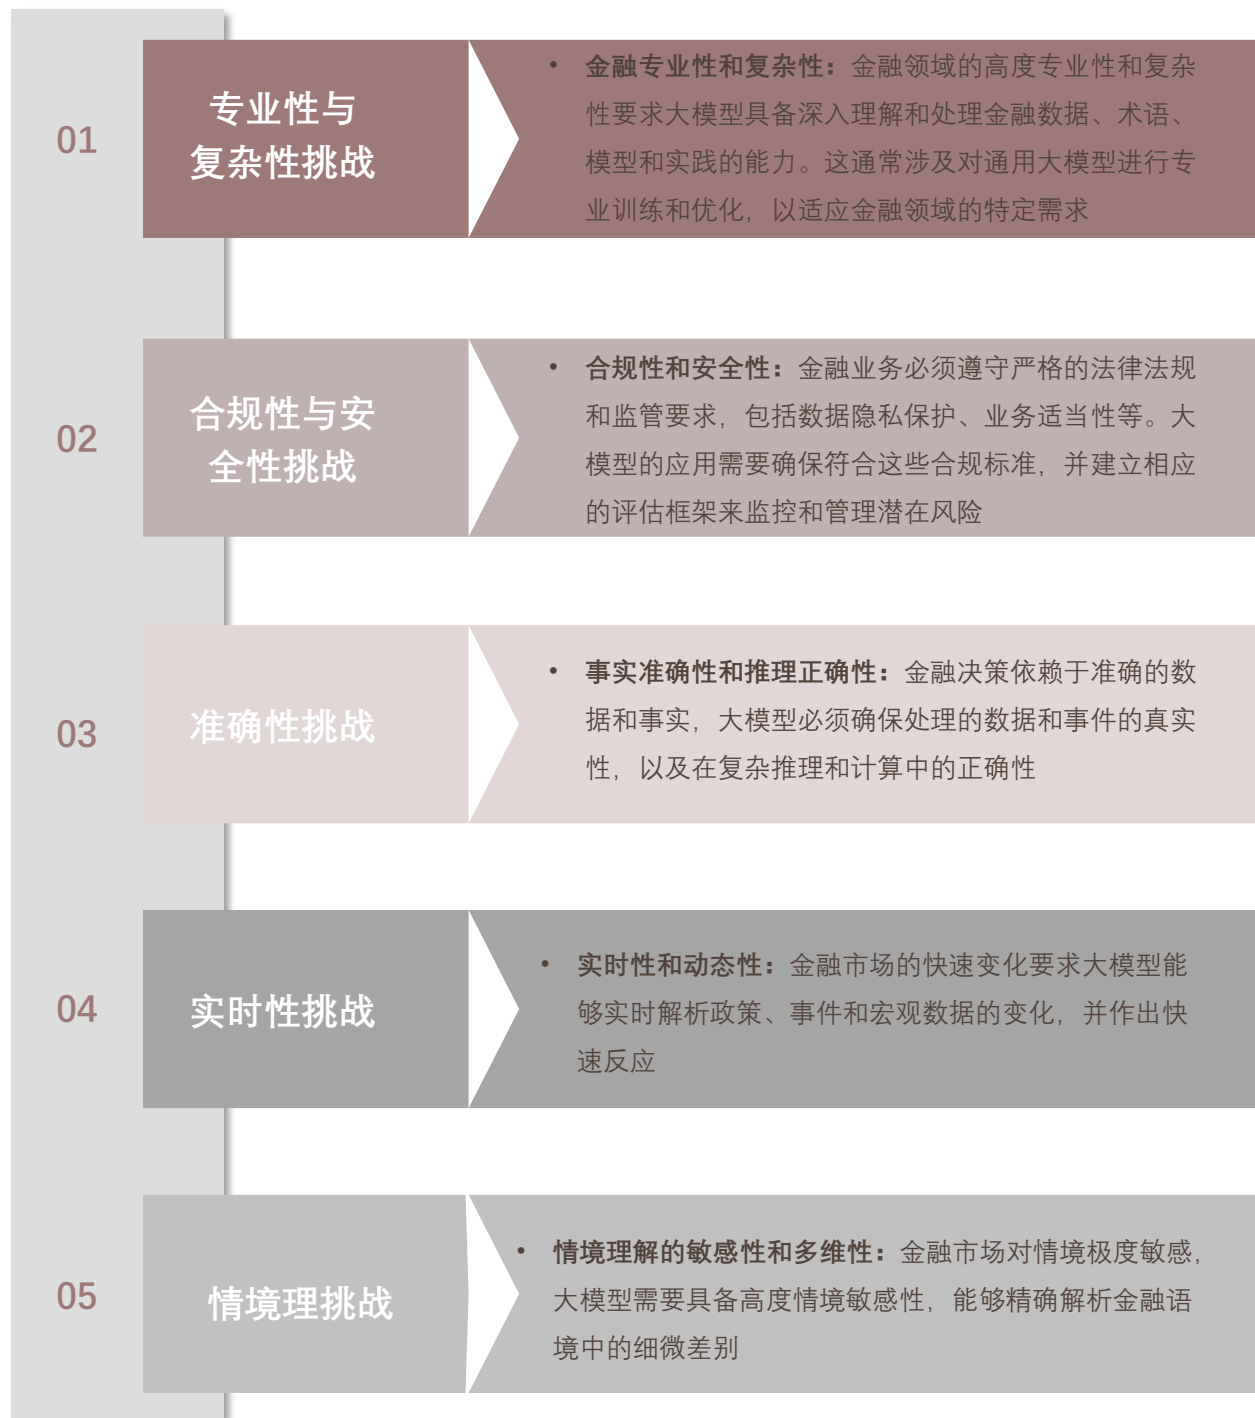 01
专业性与
复杂性挑战
• 金融专业性和复杂性：金融领域的高度专业性和复杂
性要求大模型具备深入理解和处理金融数据、术语、
模型和实践的能力。这通常涉及对通用大模型进行专
业训练和优化，以适应金融领域的特定需求
02
合规性与安
全性挑战
• 合规性和安全性：金融业务必须遵守严格的法律法规
和监管要求，包括数据隐私保护、业务适当性等。大
模型的应用需要确保符合这些合规标准，并建立相应
的评估框架来监控和管理潜在风险
03
准确性挑战
• 事实准确性和推理正确性：金融决策依赖于准确的数
据和事实，大模型必须确保处理的数据和事件的真实
性，以及在复杂推理和计算中的正确性
04
实时性挑战
• 实时性和动态性：金融市场的快速变化要求大模型能
够实时解析政策、事件和宏观数据的变化，并作出快
速反应
05
情境理挑战
• 情境理解的敏感性和多维性：金融市场对情境极度敏感，
大模型需要具备高度情境敏感性，能够精确解析金融语
境中的细微差别